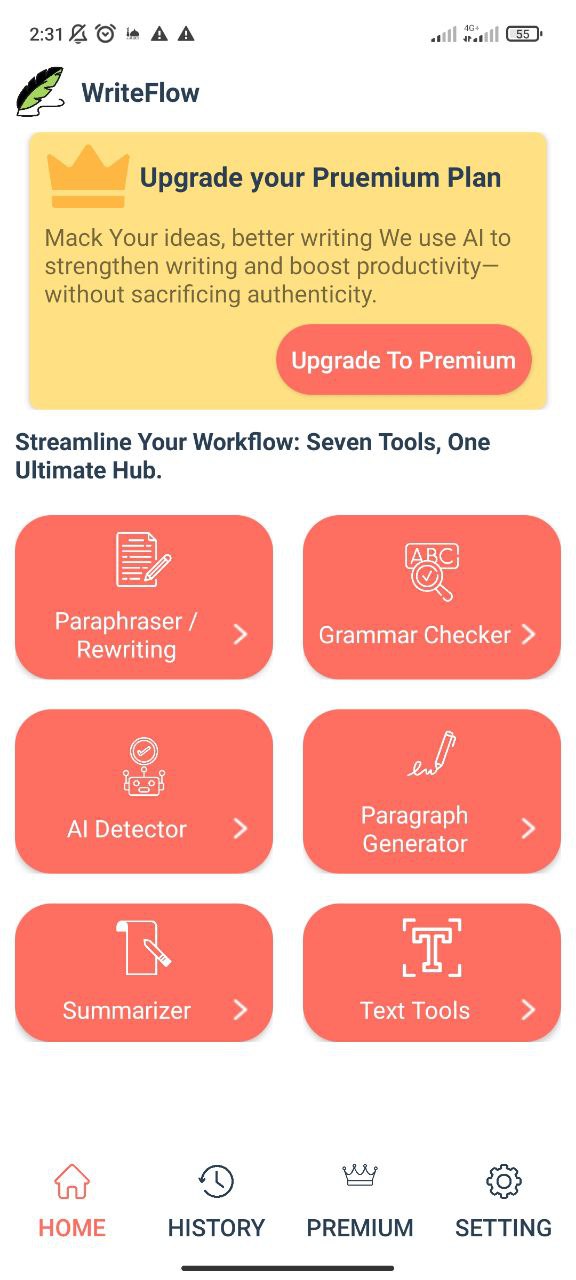 2:31
4G+
55
WriteFlow
Upgrade your Pruemium Plan
Mack Your ideas, better writing We use AI to
strengthen writing and boost productivity—
without sacrificing authenticity.
Upgrade To Premium
Streamline Your Workflow: Seven Tools, One
Ultimate Hub.
Paraphraser /
Rewriting
ABC
Grammar Checker
AI Detector
Paragraph
Generator
Summarizer
T
Text Tools
HOME
HISTORY
PREMIUM
SETTING